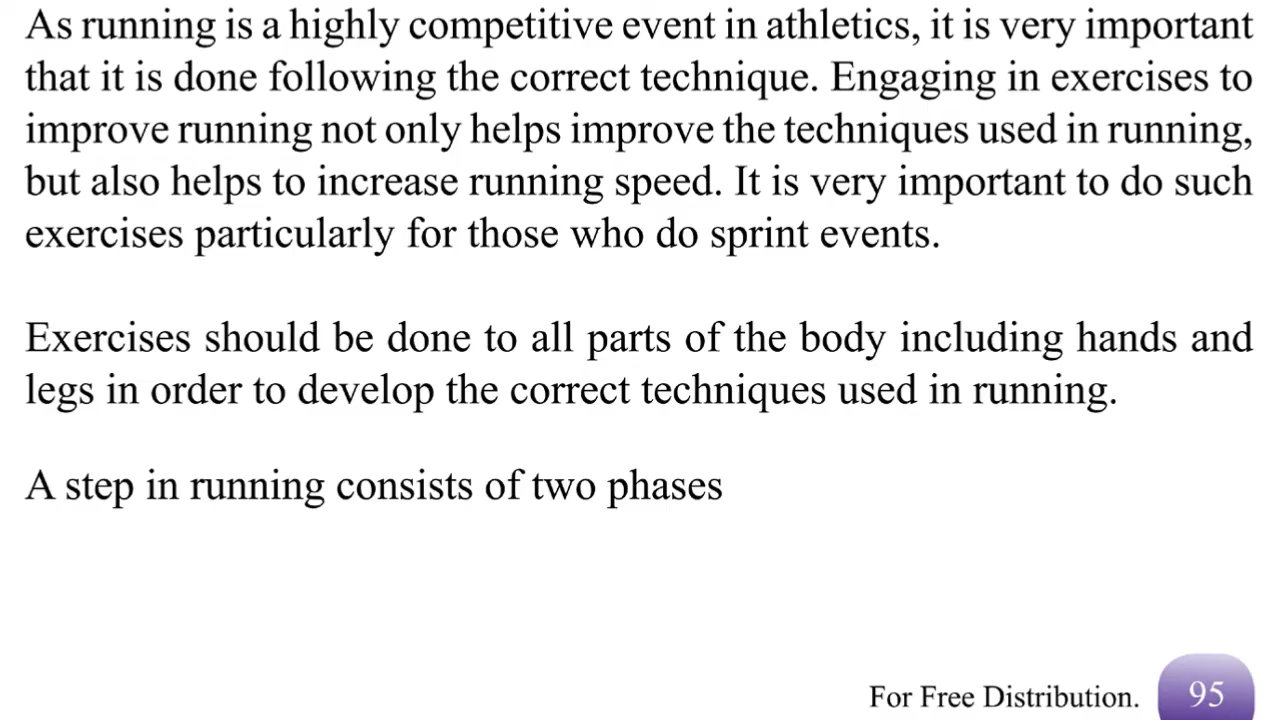 As running is a highly competitive event in athletics, it is very important
that it is done following the correct technique. Engaging in exercises to
improve running not only helps improve the techniques used in running,
but also helps to increase running speed. It is very important to do such
exercises particularly for those who do sprint events.
Exercises should be done to all parts of the body including hands and
legs in order to develop the correct techniques used in running.
A step in running consists of two phases
For Free Distribution.
95